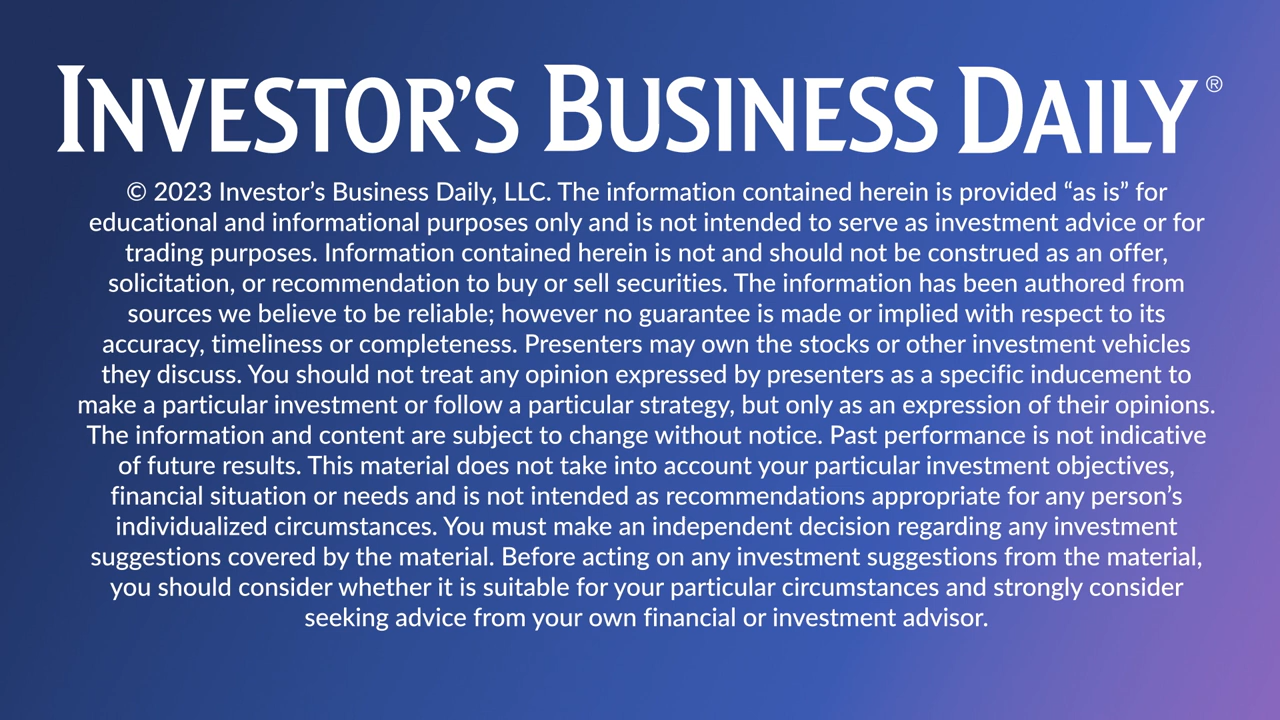 INVESTOR'S BUSINESS DAILY®
© 2023 Investor’s Business Daily, LLC. The information contained herein is provided “as is” for
educational and informational purposes only and is not intended to serve as investment advice or for
trading purposes. Information contained herein is not and should not be construed as an offer,
solicitation, or recommendation to buy or sell securities. The information has been authored from
sources we believe to be reliable; however no guarantee is made or implied with respect to its
accuracy, timeliness or completeness. Presenters may own the stocks or other investment vehicles
they discuss. You should not treat any opinion expressed by presenters as a specific inducement to
make a particular investment or follow a particular strategy, but only as an expression of their opinions.
The information and content are subject to change without notice. Past performance is not indicative
of future results. This material does not take into account your particular investment objectives,
financial situation or needs and is not intended as recommendations appropriate for any person’s
individualized circumstances. You must make an independent decision regarding any investment
suggestions covered by the material. Before acting on any investment suggestions from the material,
you should consider whether it is suitable for your particular circumstances and strongly consider
seeking advice from your own financial or investment advisor.